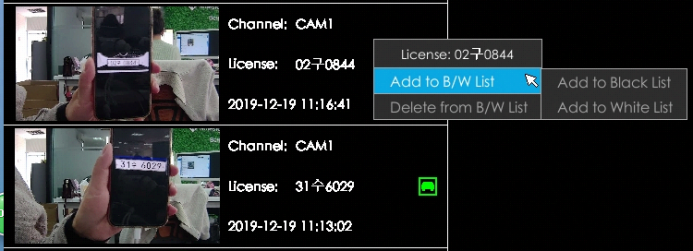 Channel: CAM1
License: 02구0844
2019-12-19 11:16:41
License: 02구0844
Add to B/W List
Delete from B/W List
Add to Black List
Add to White List
31수 6029
Channel: CAM1
License: 31수6029
2019-12-19 11:13:02